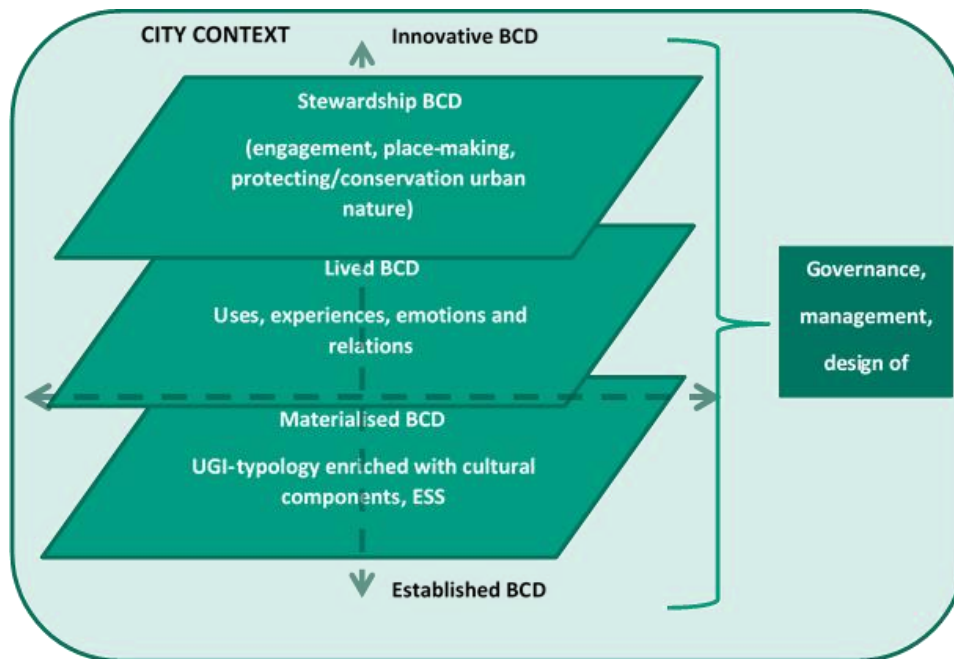 CITY CONTEXT
Innovative BCD
Stewardship BCD
(engagement, place-making,
protecting/conservation urban
nature)
Lived BCD
Uses, experiences, emotions and
relations
Materialised BCD
UGI-typology enriched with cultural
components, ESS
Established BCD
Governance,
management,
design of